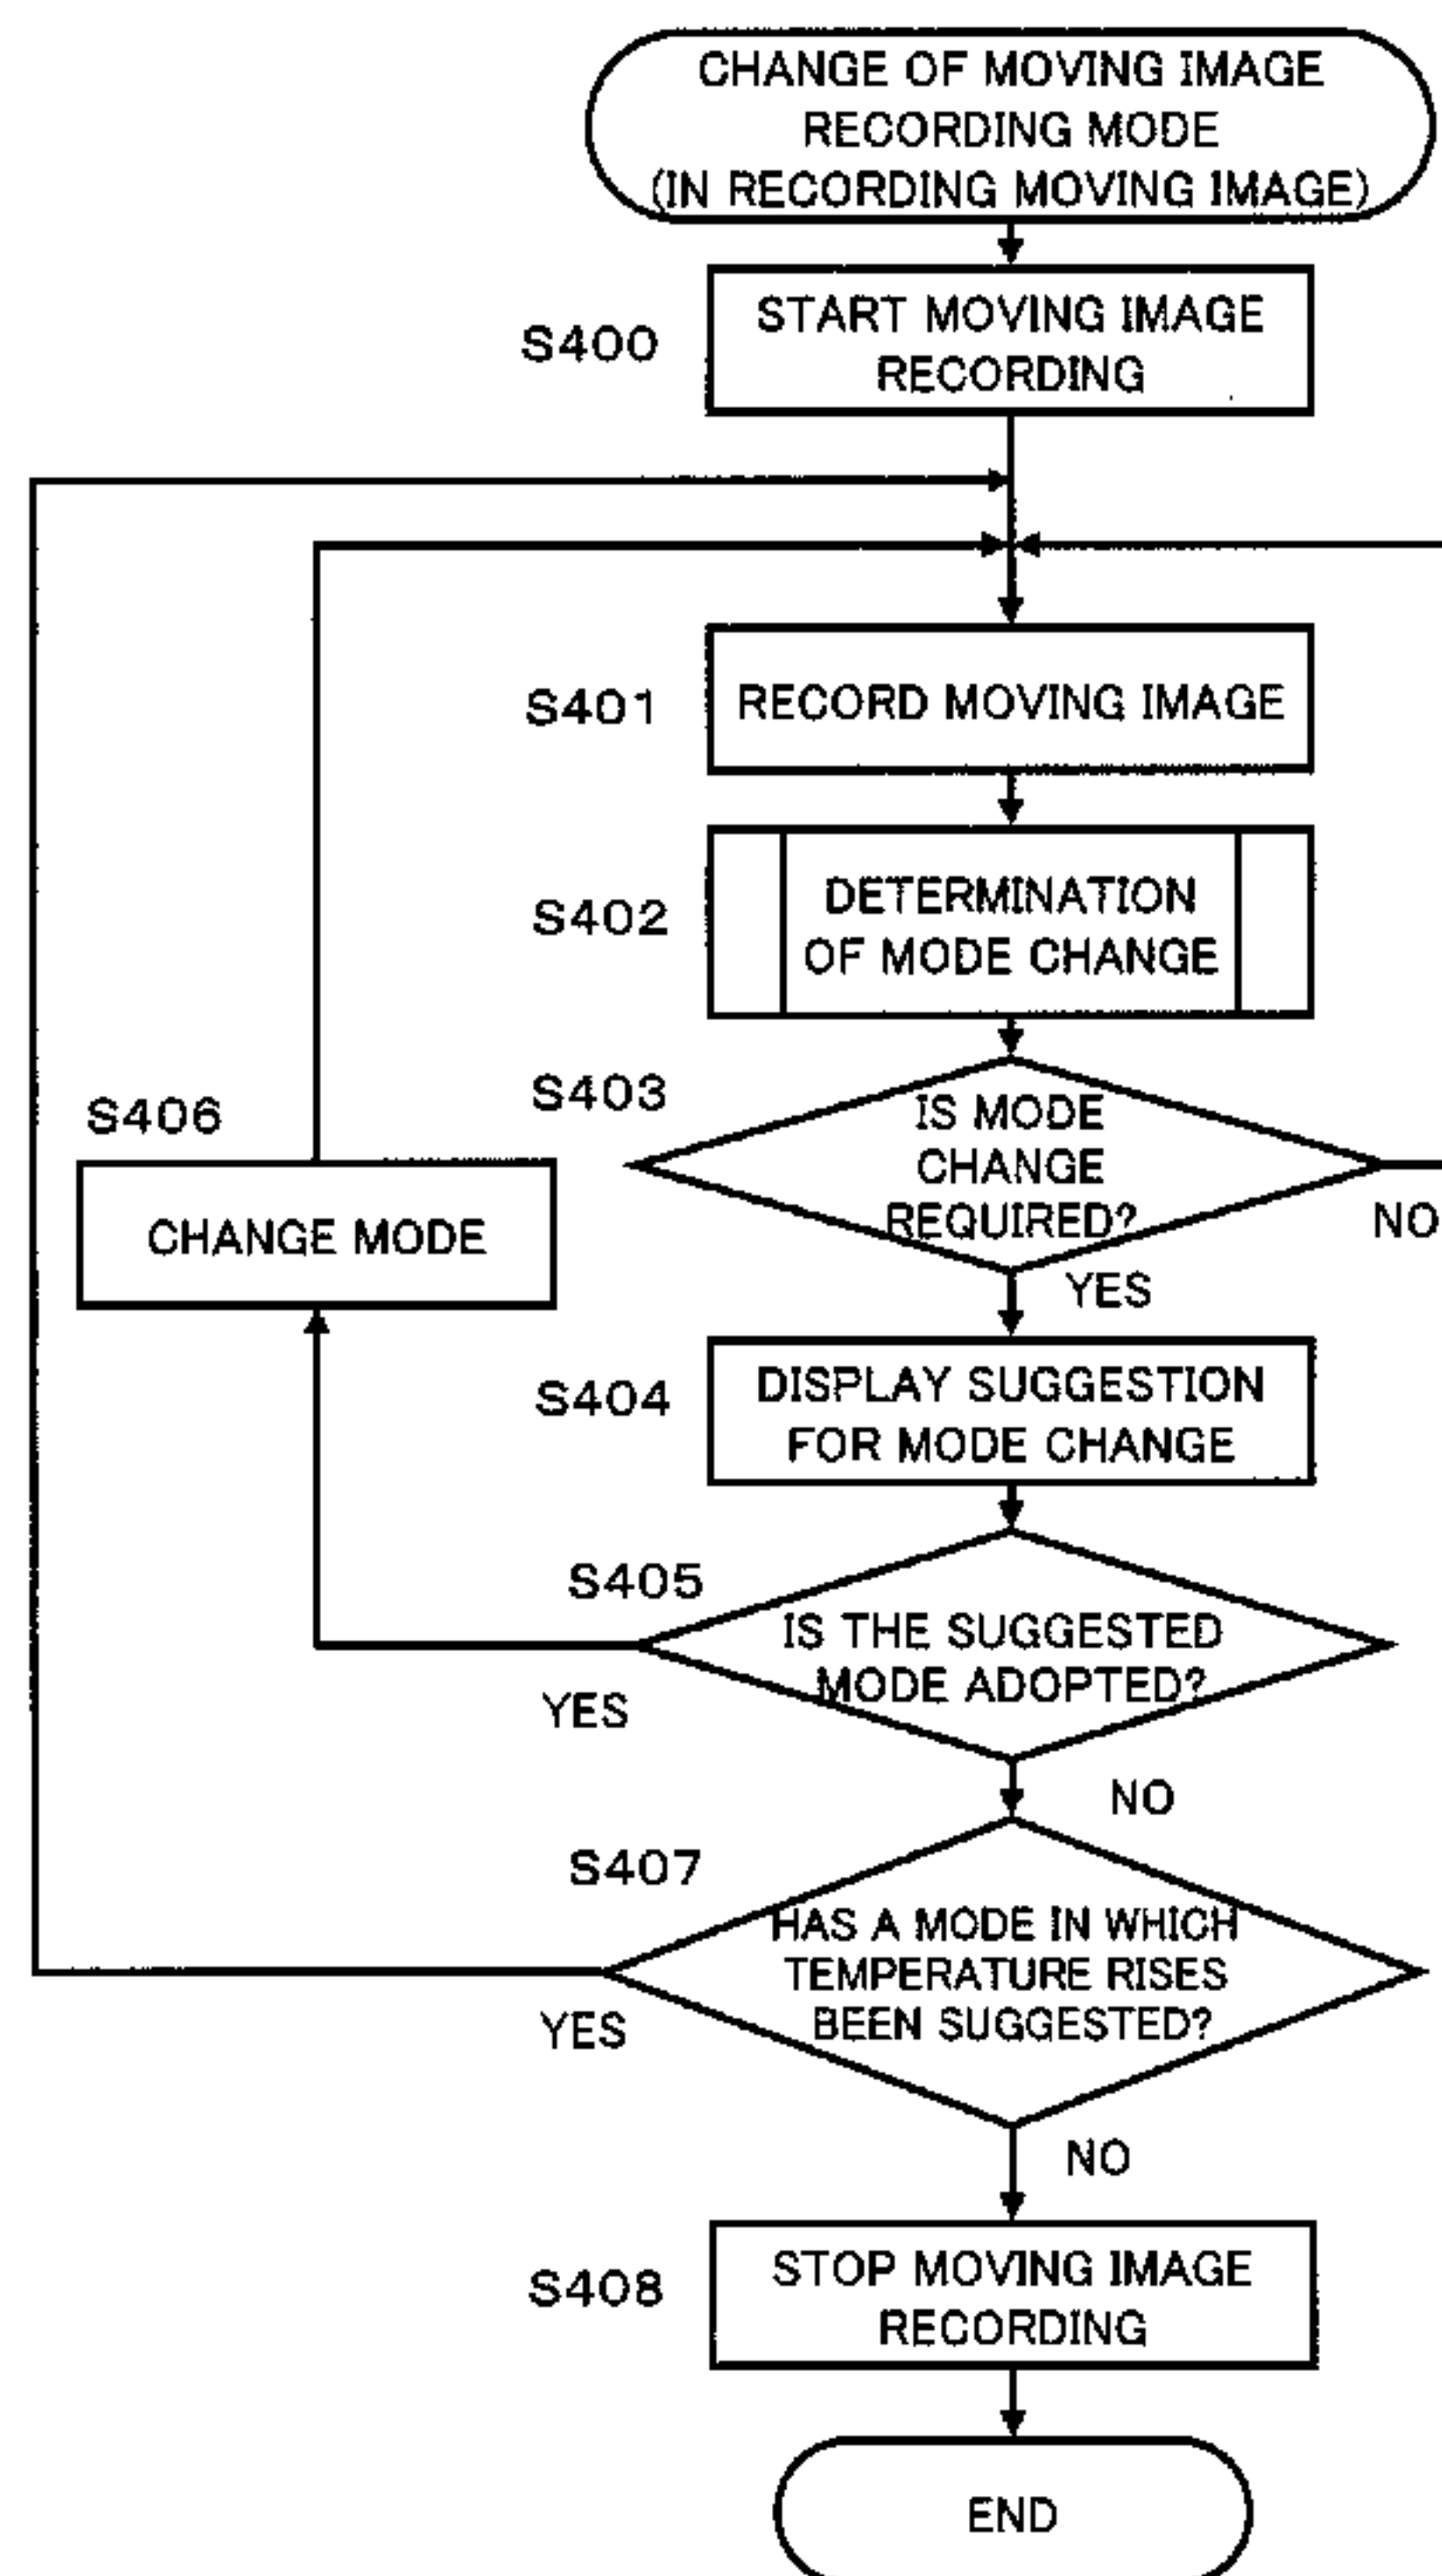 CHANGE OF MOVING IMAGE
RECORDING MODE
(IN RECORDING MOVING IMAGE)
S400
START MOVING IMAGE
RECORDING
S401
RECORD MOVING IMAGE
S402
DETERMINATION
OF MODE CHANGE
S403
IS MODE
CHANGE
REQUIRED?
NO
YES
S406
CHANGE MODE
S404
DISPLAY SUGGESTION
FOR MODE CHANGE
S405
IS THE SUGGESTED
MODE ADOPTED?
YES
NO
S407
HAS A MODE IN WHICH
TEMPERATURE RISES
BEEN SUGGESTED?
YES
NO
S408
STOP MOVING IMAGE
RECORDING
END